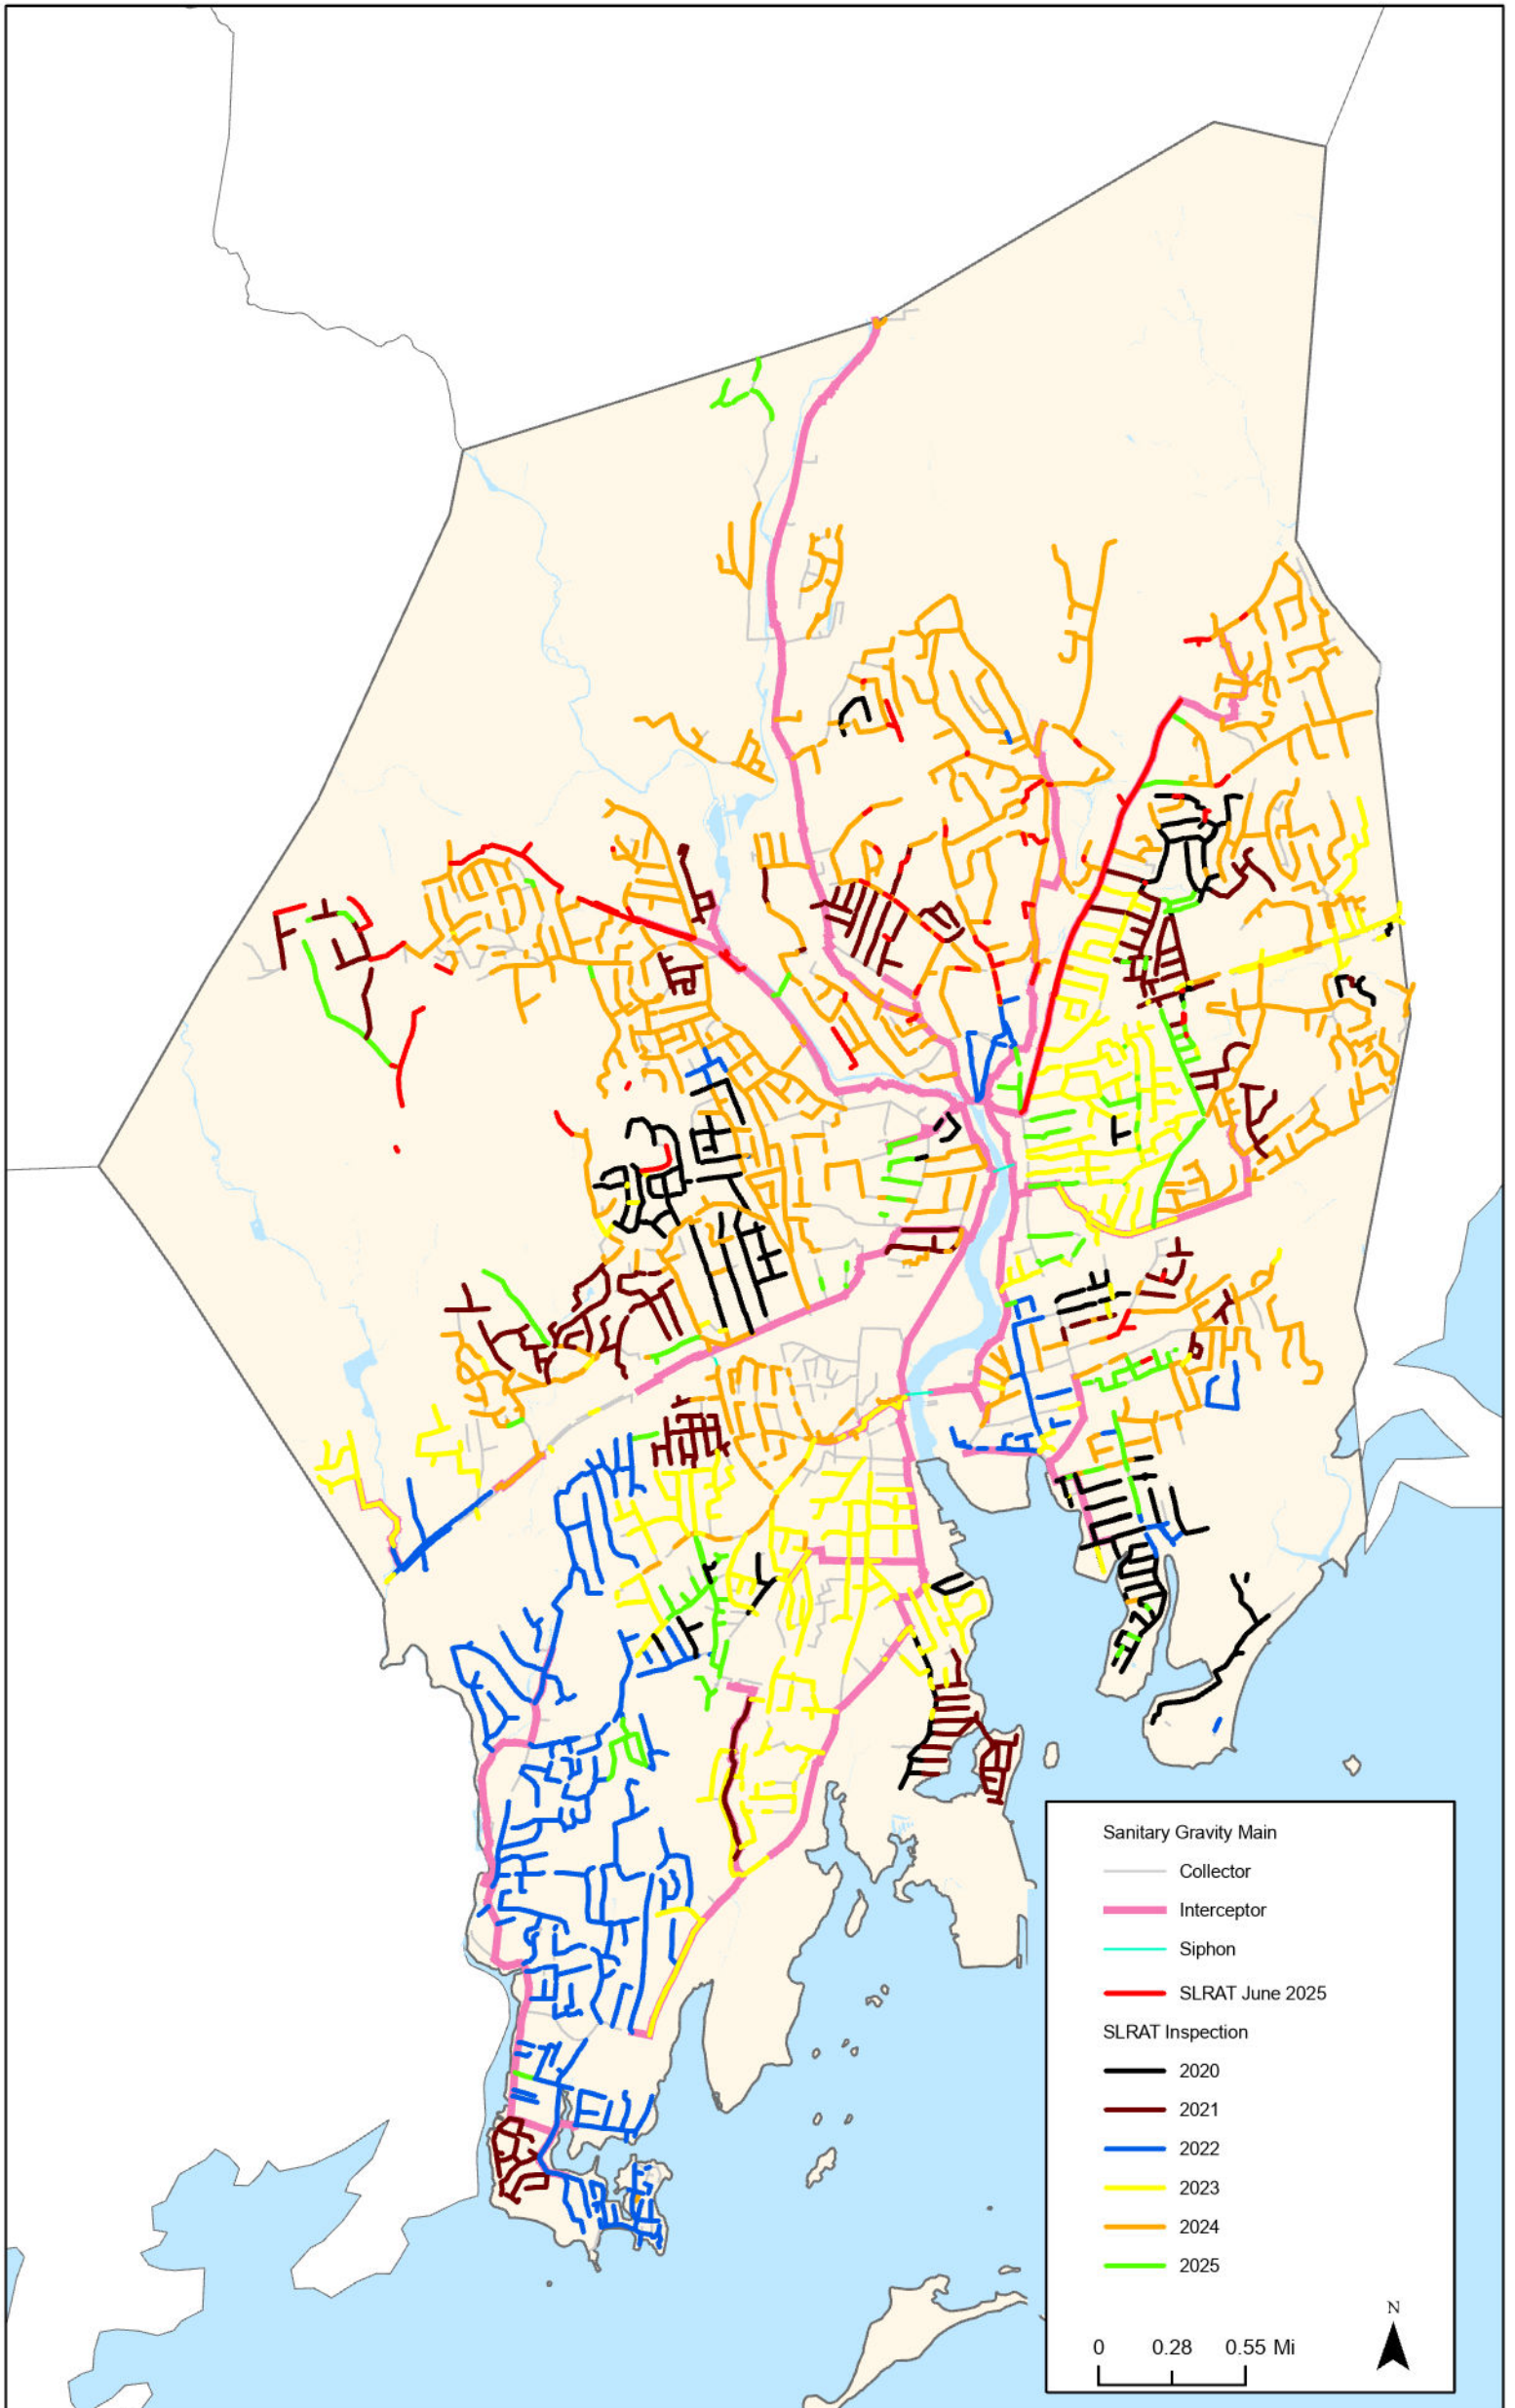 Sanitary Gravity Main
Collector
Interceptor
Siphon
SLRAT June 2025
SLRAT Inspection
2020
2021
2022
2023
2024
2025
N
0 0.28 0.55 Mi